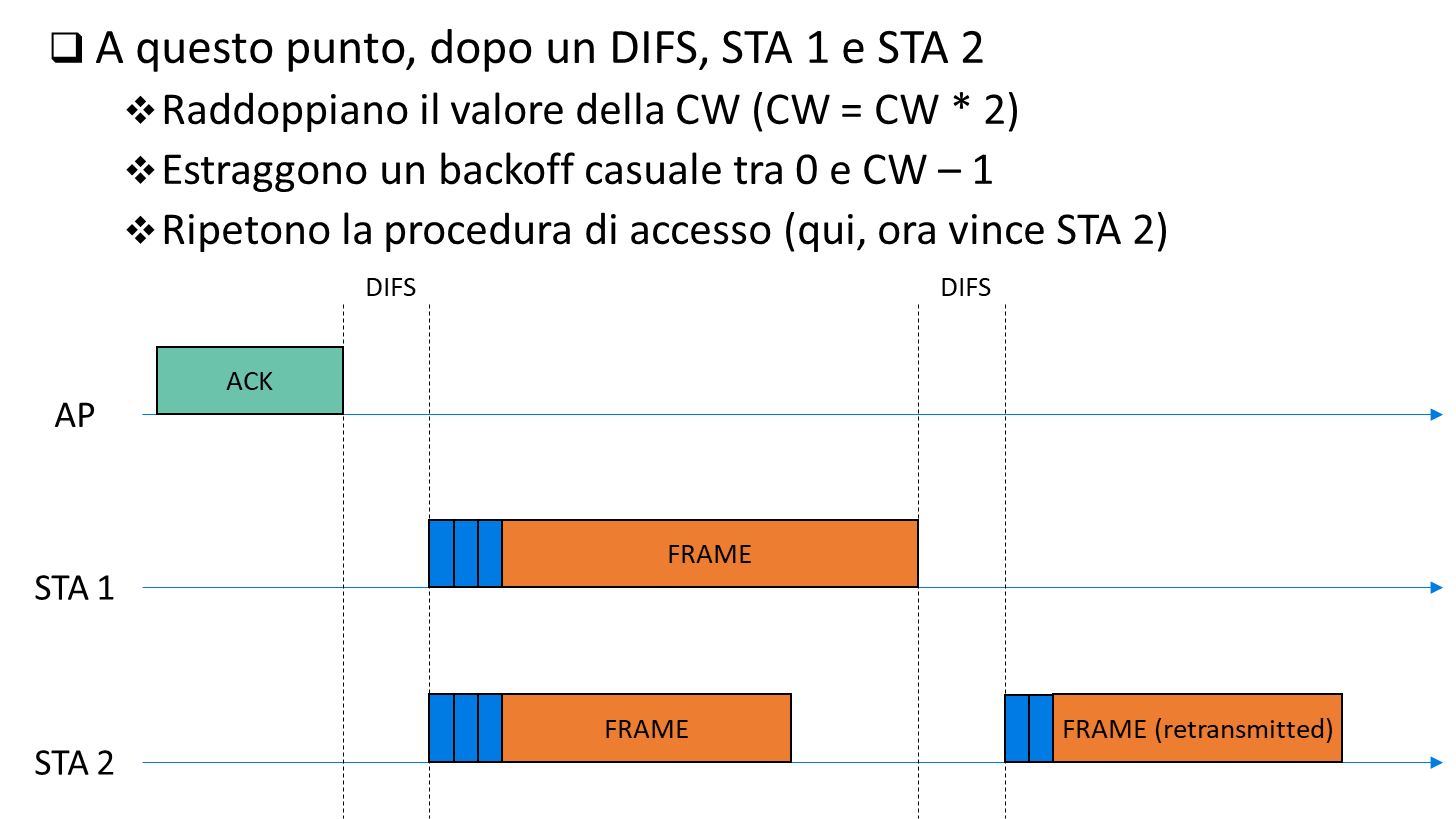 A questo punto, dopo un DIFS, STA 1 e STA 2
Raddoppiano il valore della CW (CW = CW * 2)
Estraggono un backoff casuale tra 0 e CW – 1
Ripetono la procedura di accesso (qui, ora vince STA 2)
DIFS
DIFS
ACK
AP
FRAME
STA 1
FRAME
FRAME (retransmitted)
STA 2